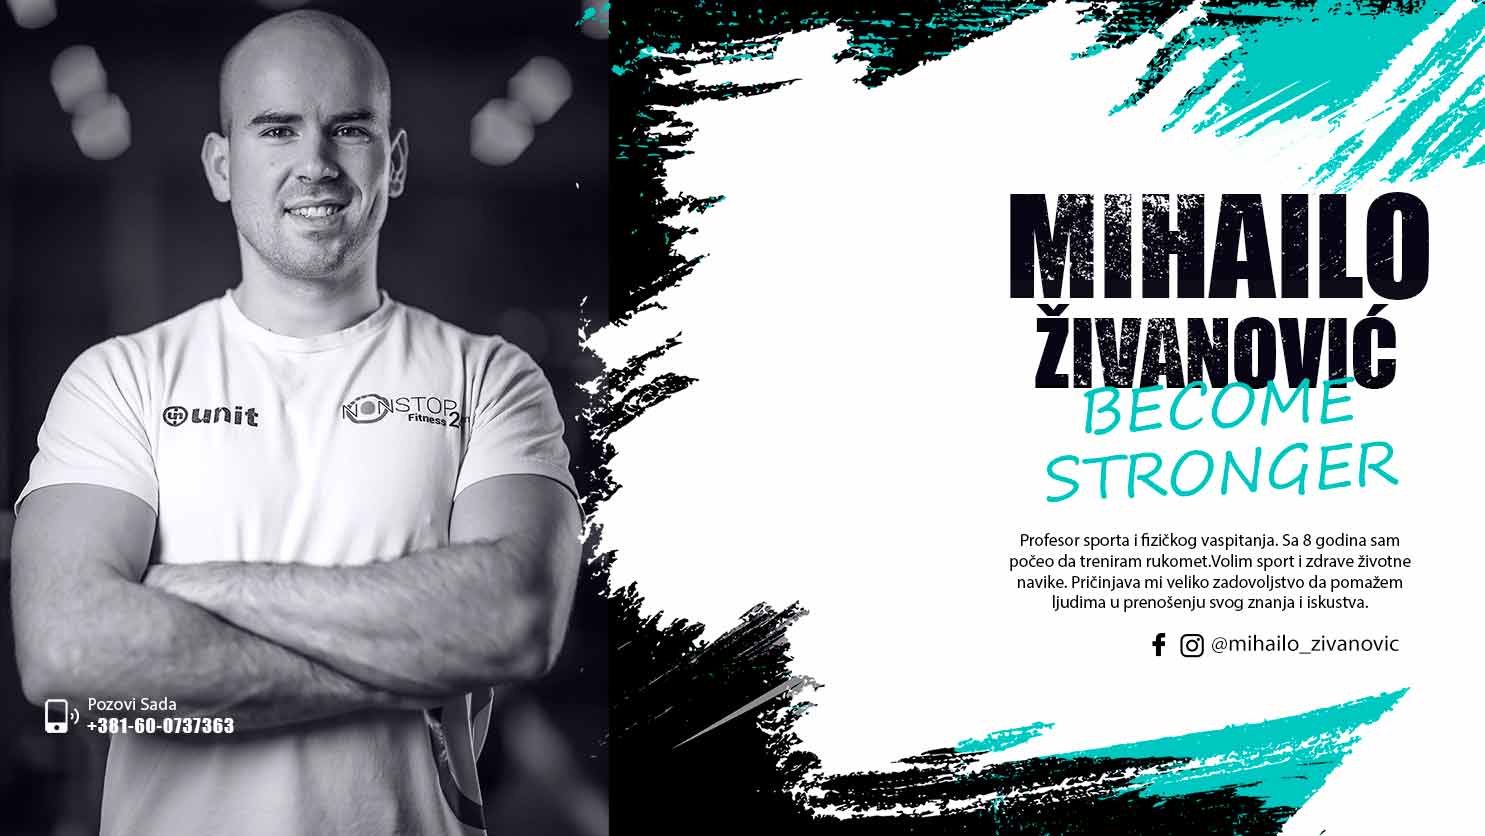 unit
NONSTOP
Fitness
Pozovi Sada
+381-60-0737363
MIHAILO
ŽIVANOVIĆ
BECOME
STRONGER
Profesor sporta i fizičkog vaspitanja. Sa 8 godina sam
počeo da treniram rukomet.Volim sport i zdrave životne
navike. Pričinjava mi veliko zadovoljstvo da pomažem
ljudima u prenošenju svog znanja i iskustva.
@mihailo_zivanovic